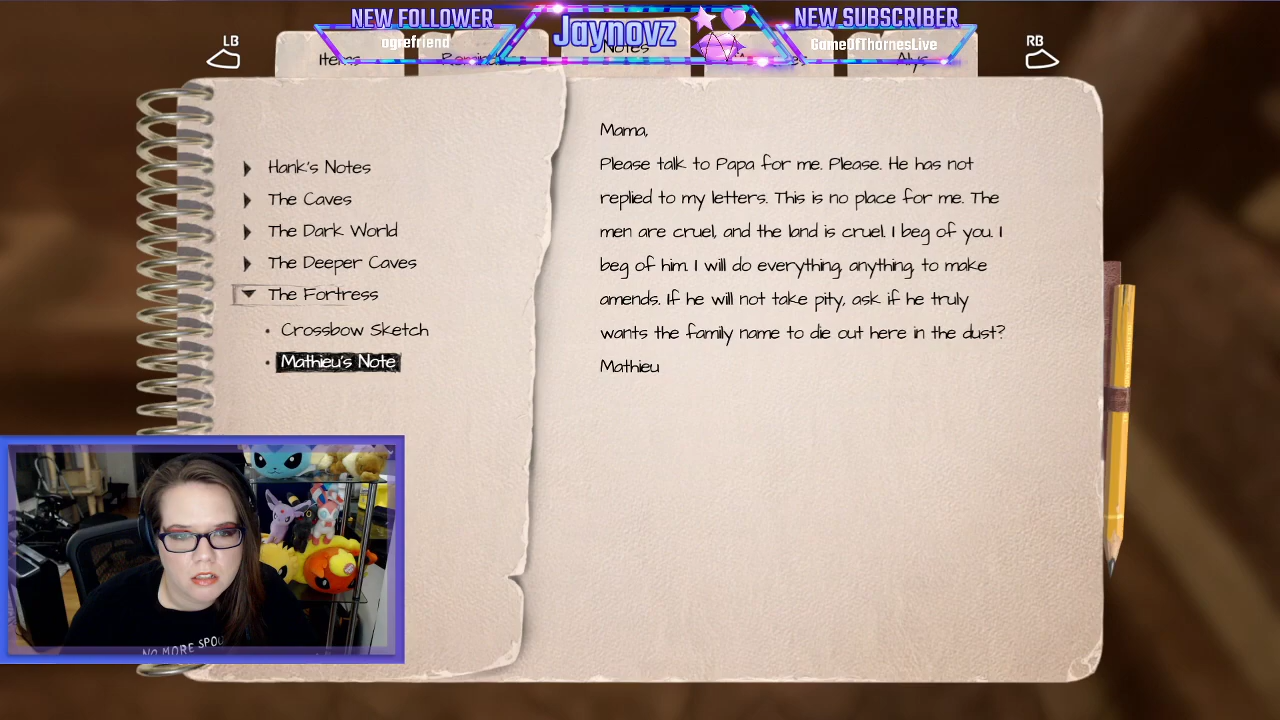 NEW FOLLOWER
ogrefriend
Jaynovz
NEW SUBSCRIBER
GameOfThornesLive
LB
Items
Notes
Alys
RB
Hank's Notes
The Caves
The Dark World
The Deeper Caves
The Fortress
• Crossbow Sketch
• Mathieu's Note
Mama,
Please talk to Papa for me. Please. He has not
replied to my letters. This is no place for me. The
men are cruel, and the land is cruel. I beg of you. I
beg of him. I will do everything, anything, to make
amends. If he will not take pity, ask if he truly
wants the family name to die out here in the dust?
Mathieu
NO MORE